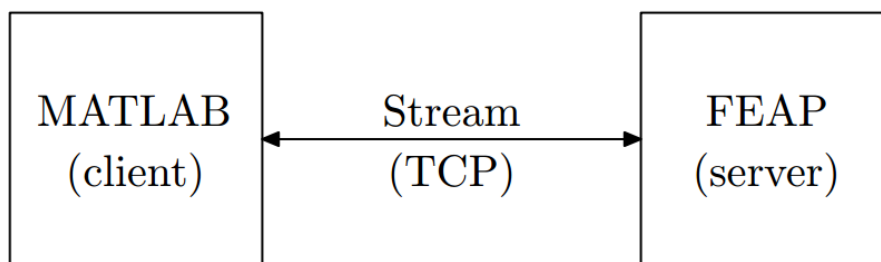 MATLAB
(client)
Stream
(TCP)
FEAP
(server)